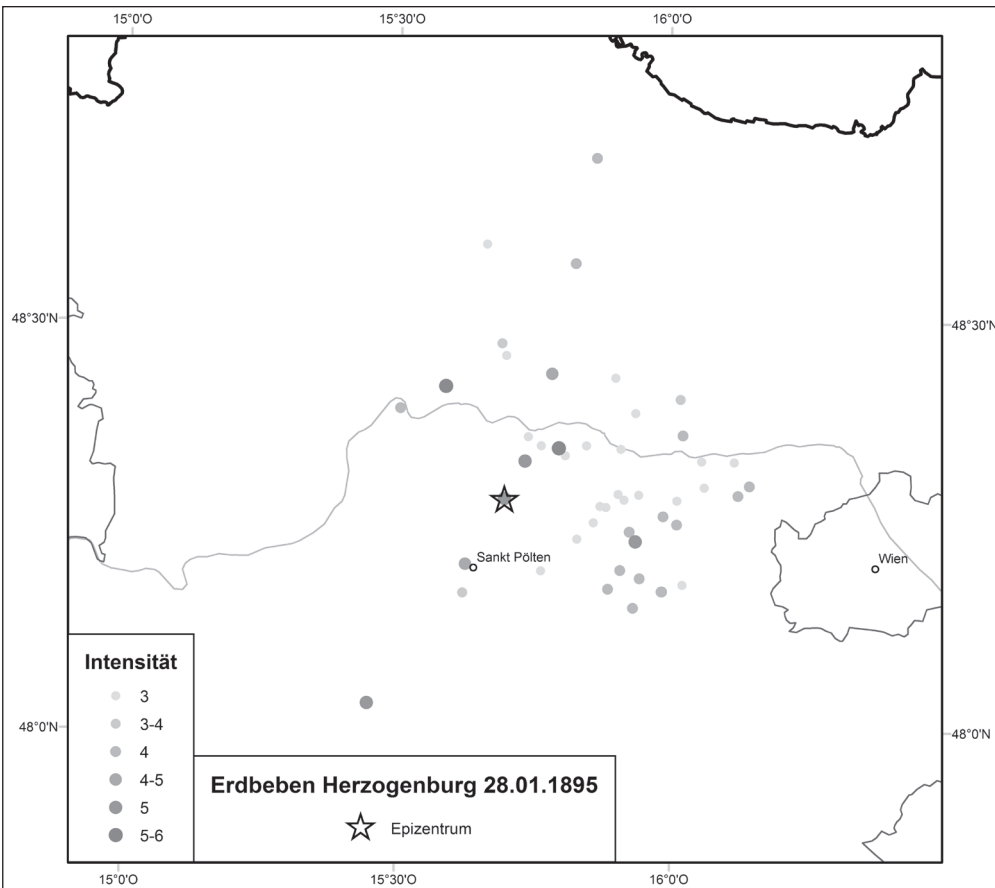 15°0'O 15°30'O 16°0'O
48°30'N 48°30'N
Sankt Pölten
Wien
Intensität
3
3-4
4
4-5
5
5-6
48°0'N 48°0'N
Erdbeben Herzogenburg 28.01.1895
Epizentrum
15°0'O 15°30'O 16°0'O